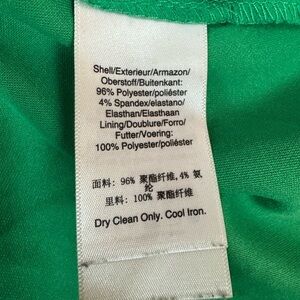 Shell/Exterieur/Armazon/
Oberstoff/Buitenkant:
96% Polyester/poliéster
4% Spandex/elastano/
Elasthan/Elasthaan
Lining/Doublure/Forro/
Futter/Voering:
100% Polyester/poliéster
面料: 96% 聚酯纤维,4% 氨
纶
里料: 100% 聚酯纤维
Dry Clean Only. Cool Iron.